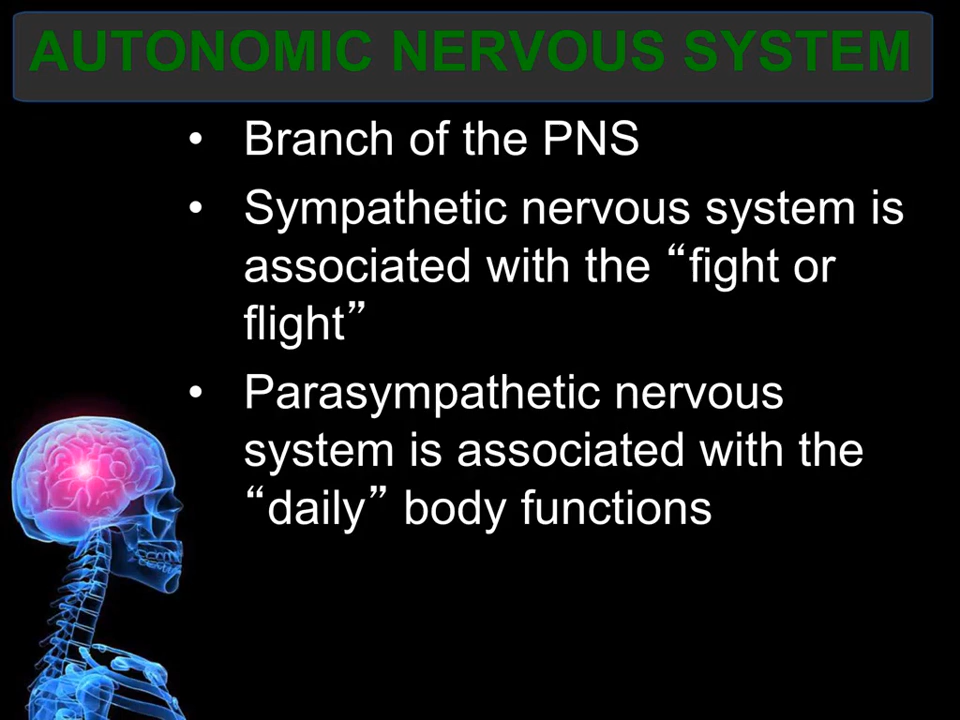 AUTONOMIC NERVOUS SYSTEM
• Branch of the PNS
• Sympathetic nervous system is
associated with the “fight or
flight”
• Parasympathetic nervous
system is associated with the
“daily” body functions